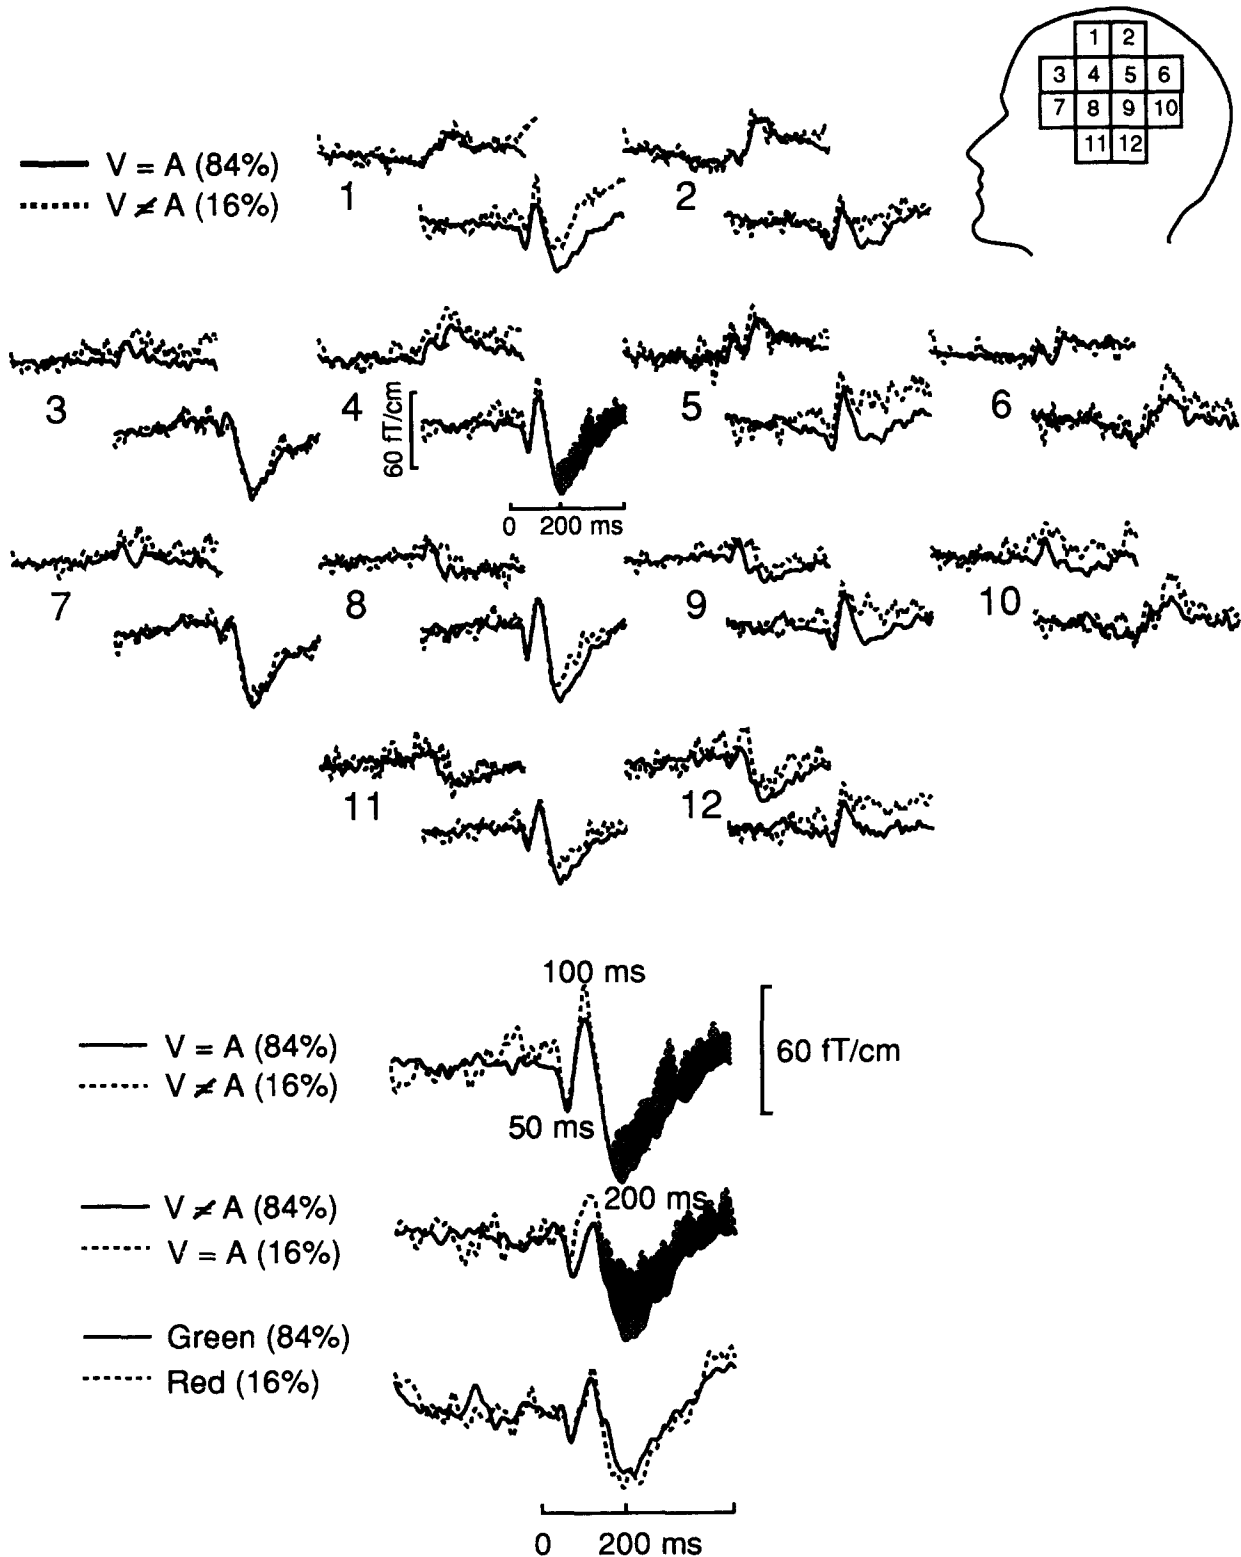 1 2
3 4 5 6
7 8 9 10
11 12
V = A (84%)
V ≠ A (16%)
1 2
3 4 5 6
60 fT/cm
0 200 ms
7 8 9 10
11 12
100 ms
V = A (84%)
V ≠ A (16%)
60 fT/cm
50 ms
200 ms
V ≠ A (84%)
V = A (16%)
Green (84%)
Red (16%)
0 200 ms